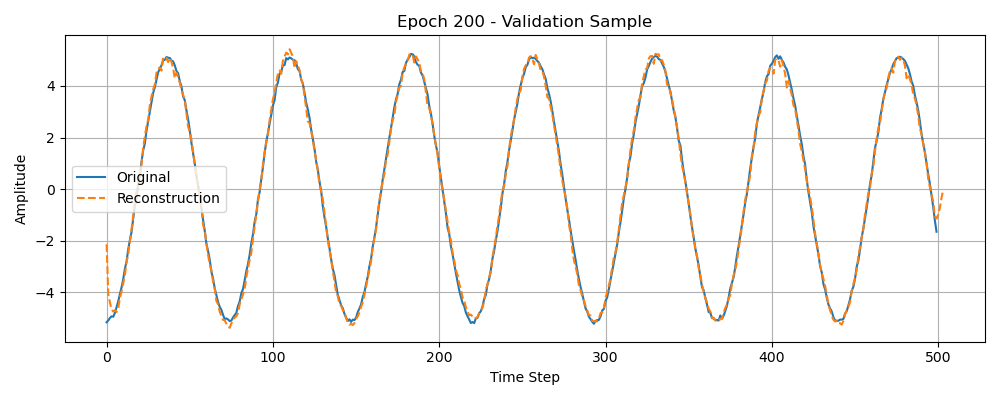 Epoch 200 - Validation Sample
Amplitude
4
2
0
−2
−4
Original
Reconstruction
0 100 200 300 400 500
Time Step